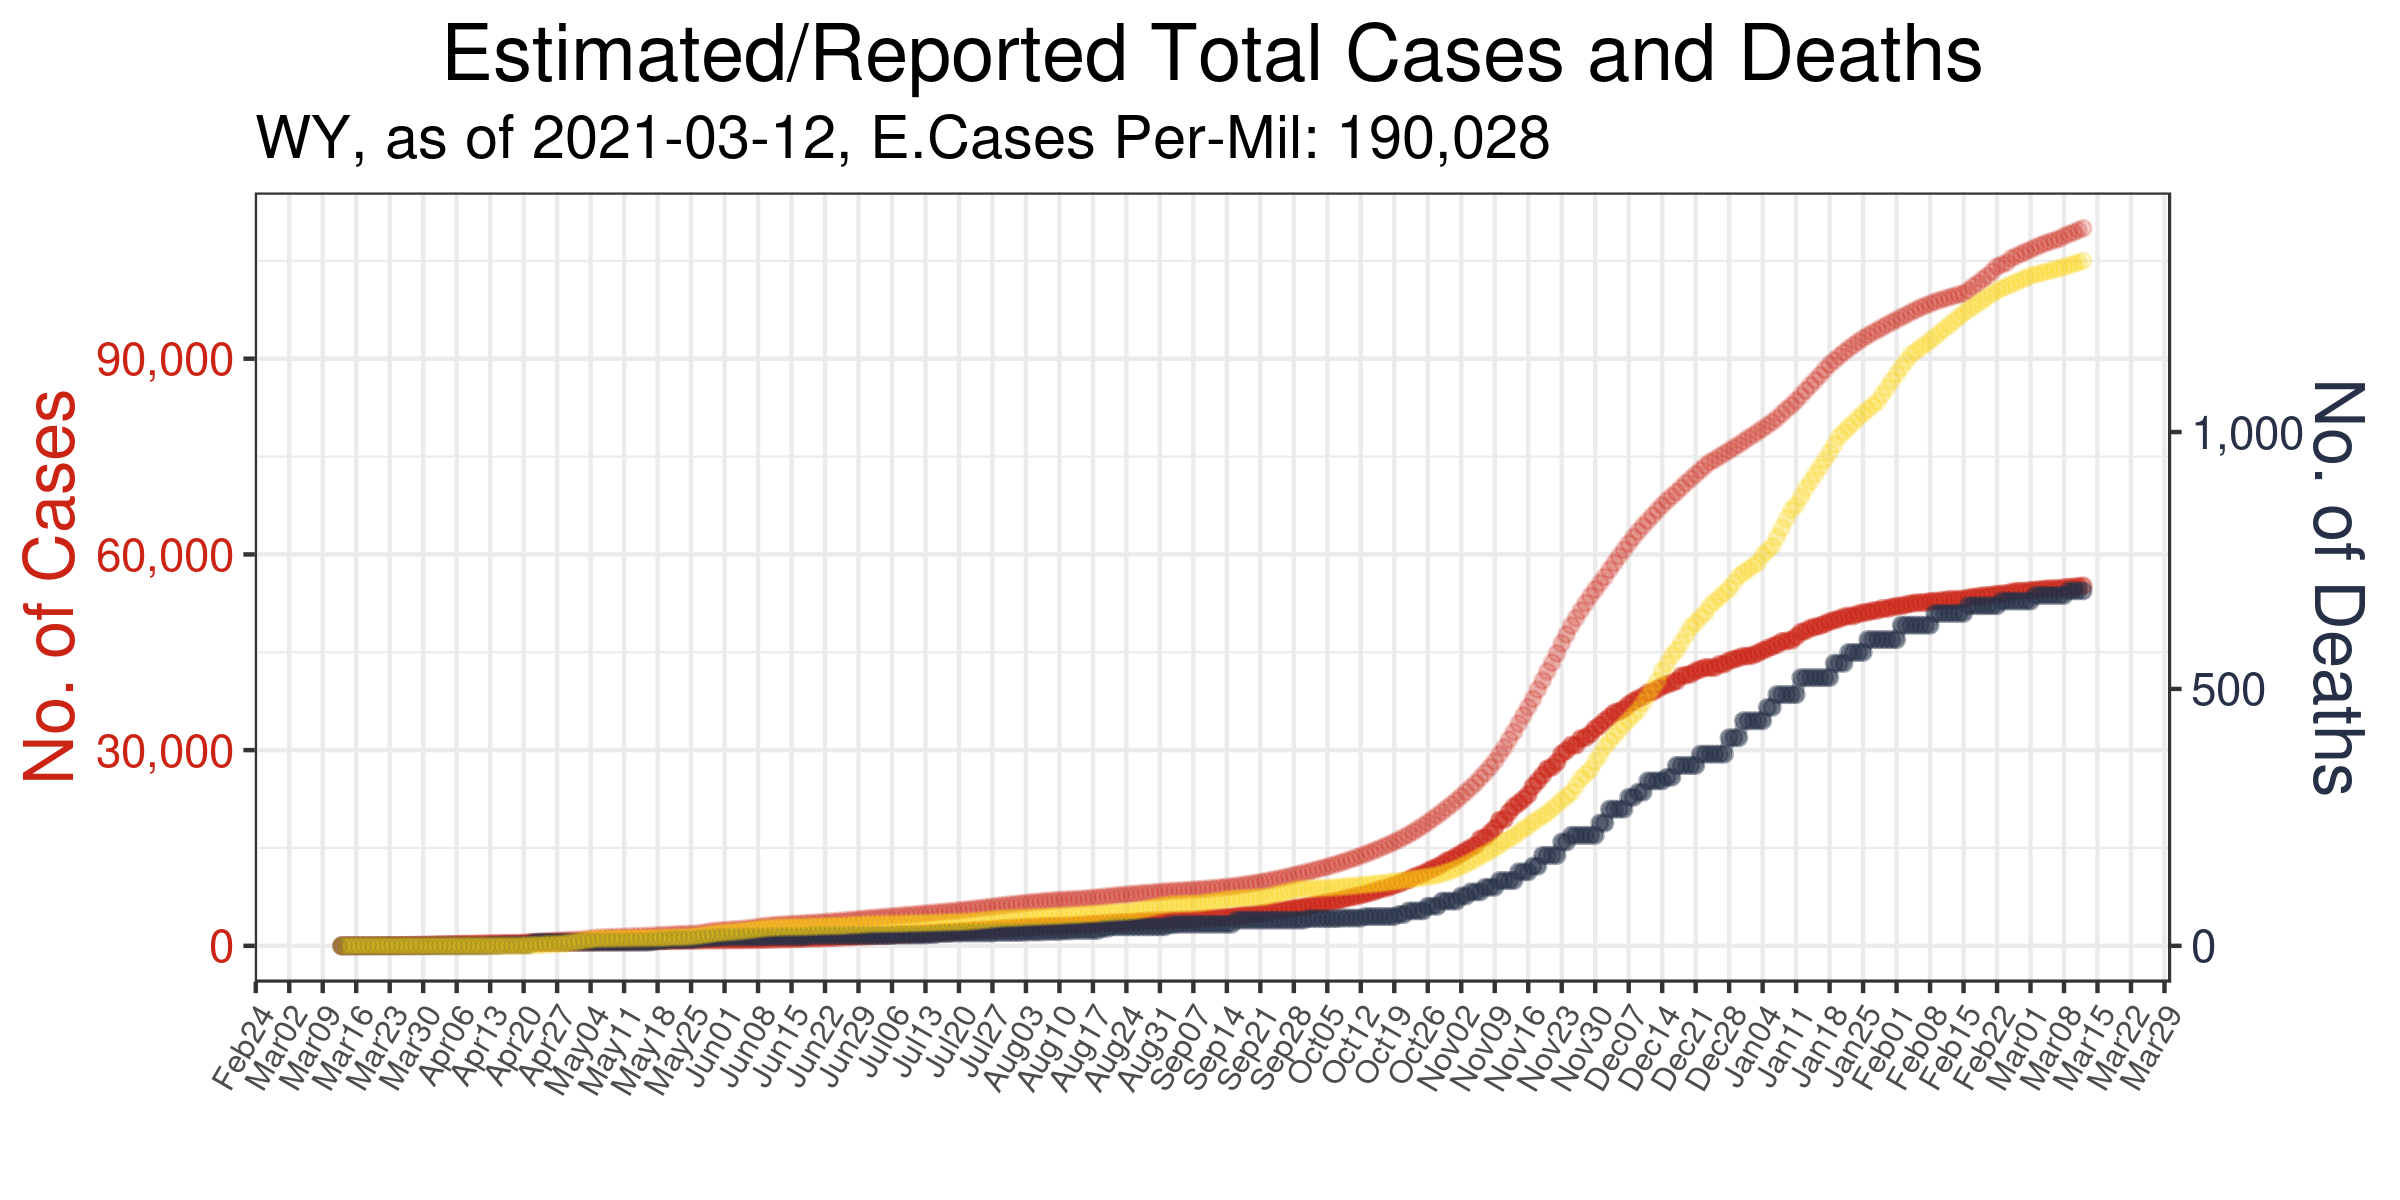 Estimated/Reported Total Cases and Deaths
WY, as of 2021-03-12, E.Cases Per-Mil: 190,028
No. of Cases
90,000
60,000
30,000
0
1,000
500
0
No. of Deaths
Feb24 Mar02 Mar09 Mar16 Mar23 Mar30 Apr06 Apr13 Apr20 Apr27 May04 May11 May18 May25 Jun01 Jun08 Jun15 Jun22 Jun29 Jul06 Jul13 Jul20 Jul27 Aug03 Aug10 Aug17 Aug24 Aug31 Sep07 Sep14 Sep21 Sep28 Oct05 Oct12 Oct19 Oct26 Nov02 Nov09 Nov16 Nov23 Nov30 Dec07 Dec14 Dec21 Dec28 Jan04 Jan11 Jan18 Jan25 Feb01 Feb08 Feb15 Feb22 Mar01 Mar08 Mar15 Mar22 Mar29